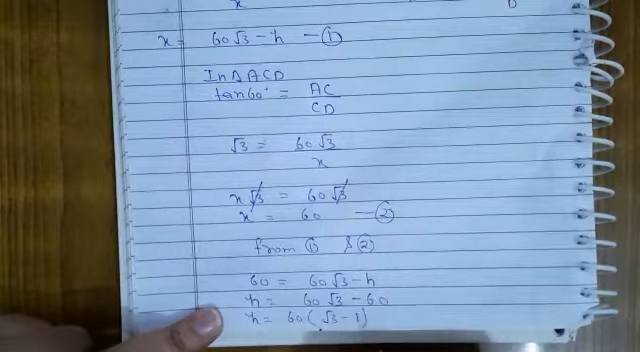 x
D
x = 60√3 - h — ①
In Δ ACD
tan60° = AC
CD
√3 = 60√3
x
x√3 = 60√3
x = 60 — ②
from ① & ②
60 = 60√3 - h
h = 60√3 - 60
h = 60(√3 - 1)